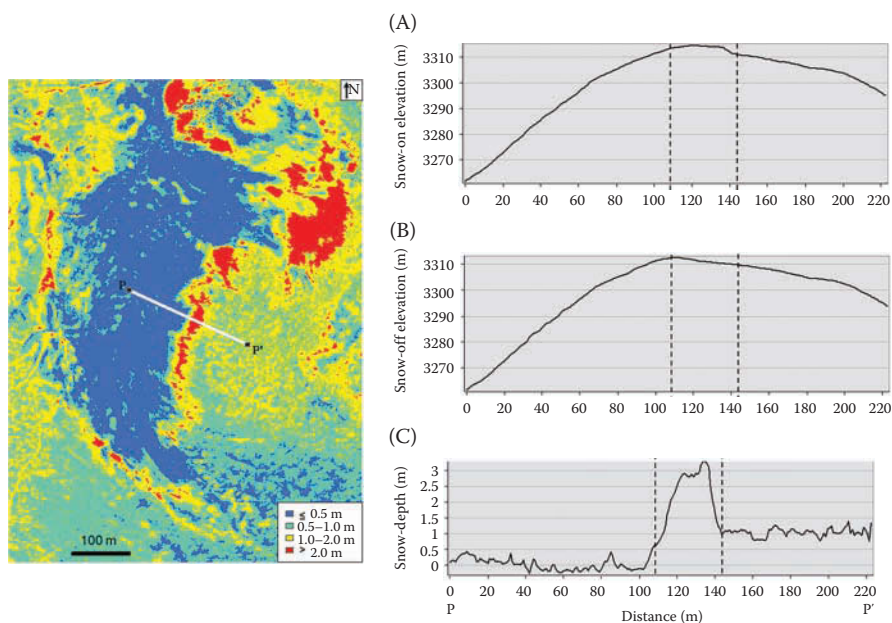 N
P
P'
≤ 0.5 m
0.5–1.0 m
1.0–2.0 m
> 2.0 m
100 m
(A)
Snow-on elevation (m)
3310
3300
3290
3280
3270
0 20 40 60 80 100 120 140 160 180 200 220
(B)
Snow-off elevation (m)
3310
3300
3290
3280
3270
0 20 40 60 80 100 120 140 160 180 200 220
(C)
Snow-depth (m)
3
2.5
2
1.5
1.0
0.5
0
0 20 40 60 80 100 120 140 160 180 200 220
P Distance (m) P'